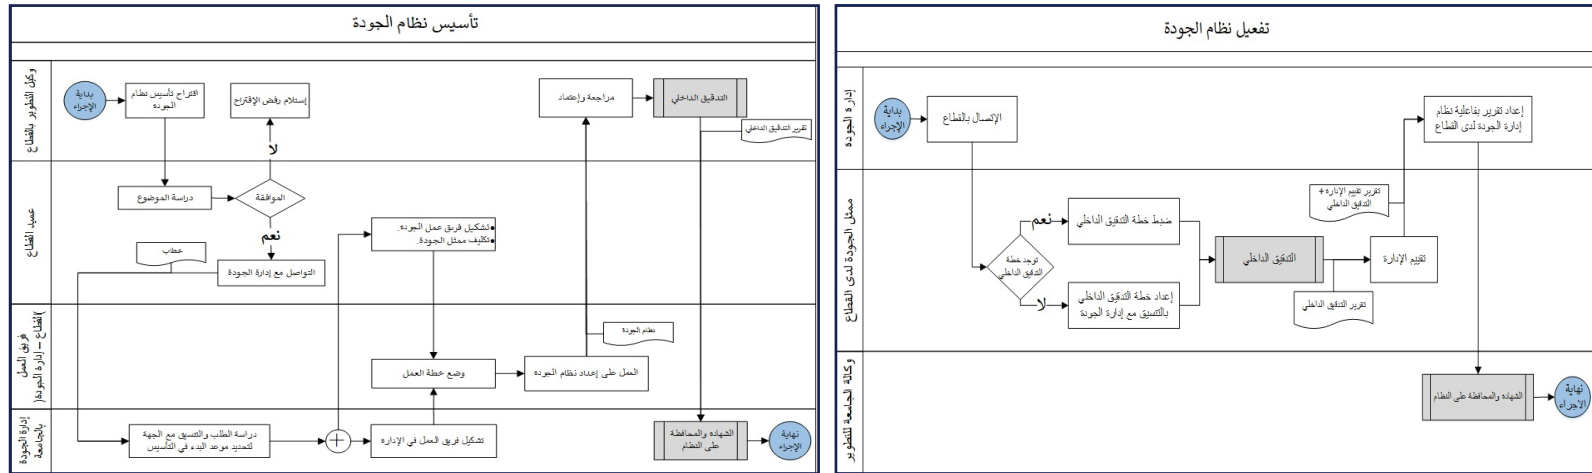 تأسيس نظام الجودة
وكيل التطوير بالقطاع
بداية
الإجراء
اقتراح تأسيس نظام
الجوده
إستلام رفض الإقتراح
مراجعة وإعتماد
التدقيق الداخلي
تقرير التدقيق الداخلي
لا
عميد القطاع
دراسة الموضوع
الموافقة
نعم
خطاب
التواصل مع إدارة الجودة
•تشكيل فريق عمل الجوده.
•تكليف ممثل الجودة.
فريق العمل
)القطاع – إدارة الجودة(
نظام الجودة
وضع خطة العمل
العمل على إعداد نظام الجوده
إدارة الجودة
بالجامعة
دراسة الطلب والتنسيق مع الجهة
لتحديد موعد البدء في التأسيس
تشكيل فريق العمل في الإداره
الشهاده والمحافظة
على النظام
نهاية
الإجراء
تفعيل نظام الجودة
إدارة الجودة
بداية
الإجراء
الإتصال بالقطاع
إعداد تقرير بفاعلية نظام
إدارة الجودة لدى القطاع
ممثل الجودة لدى القطاع
تقرير تقييم الإدارة+
التدقيق الداخلي
نعم
ضبط خطة التدقيق الداخلي
توجد خطة
التدقيق الداخلي
التدقيق الداخلي
تقييم الإدارة
لا
إعداد خطة التدقيق الداخلي
بالتنسيق مع إدارة الجودة
تقرير التدقيق الداخلي
وكالة الجامعة للتطوير
الشهاده والمحافظة على النظام
نهاية
الاجراء